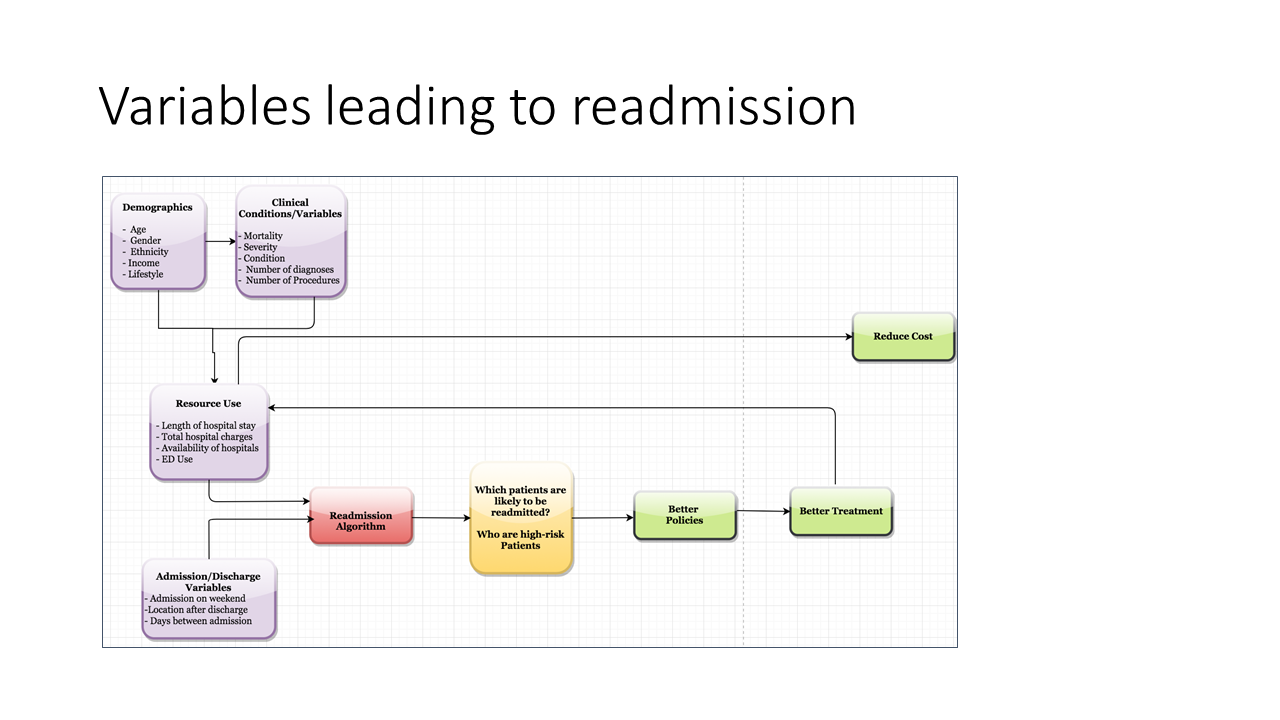 Variables leading to readmission
Demographics
- Age
- Gender
- Ethnicity
- Income
- Lifestyle
Clinical
Conditions/Variables
- Mortality
- Severity
- Condition
- Number of diagnoses
- Number of Procedures
Reduce Cost
Resource Use
- Length of hospital stay
- Total hospital charges
- Availability of hospitals
- ED Use
Readmission
Algorithm
Which patients are
likely to be
readmitted?
Who are high-risk
Patients
Better
Policies
Better Treatment
Admission/Discharge
Variables
- Admission on weekend
-Location after discharge
- Days between admission